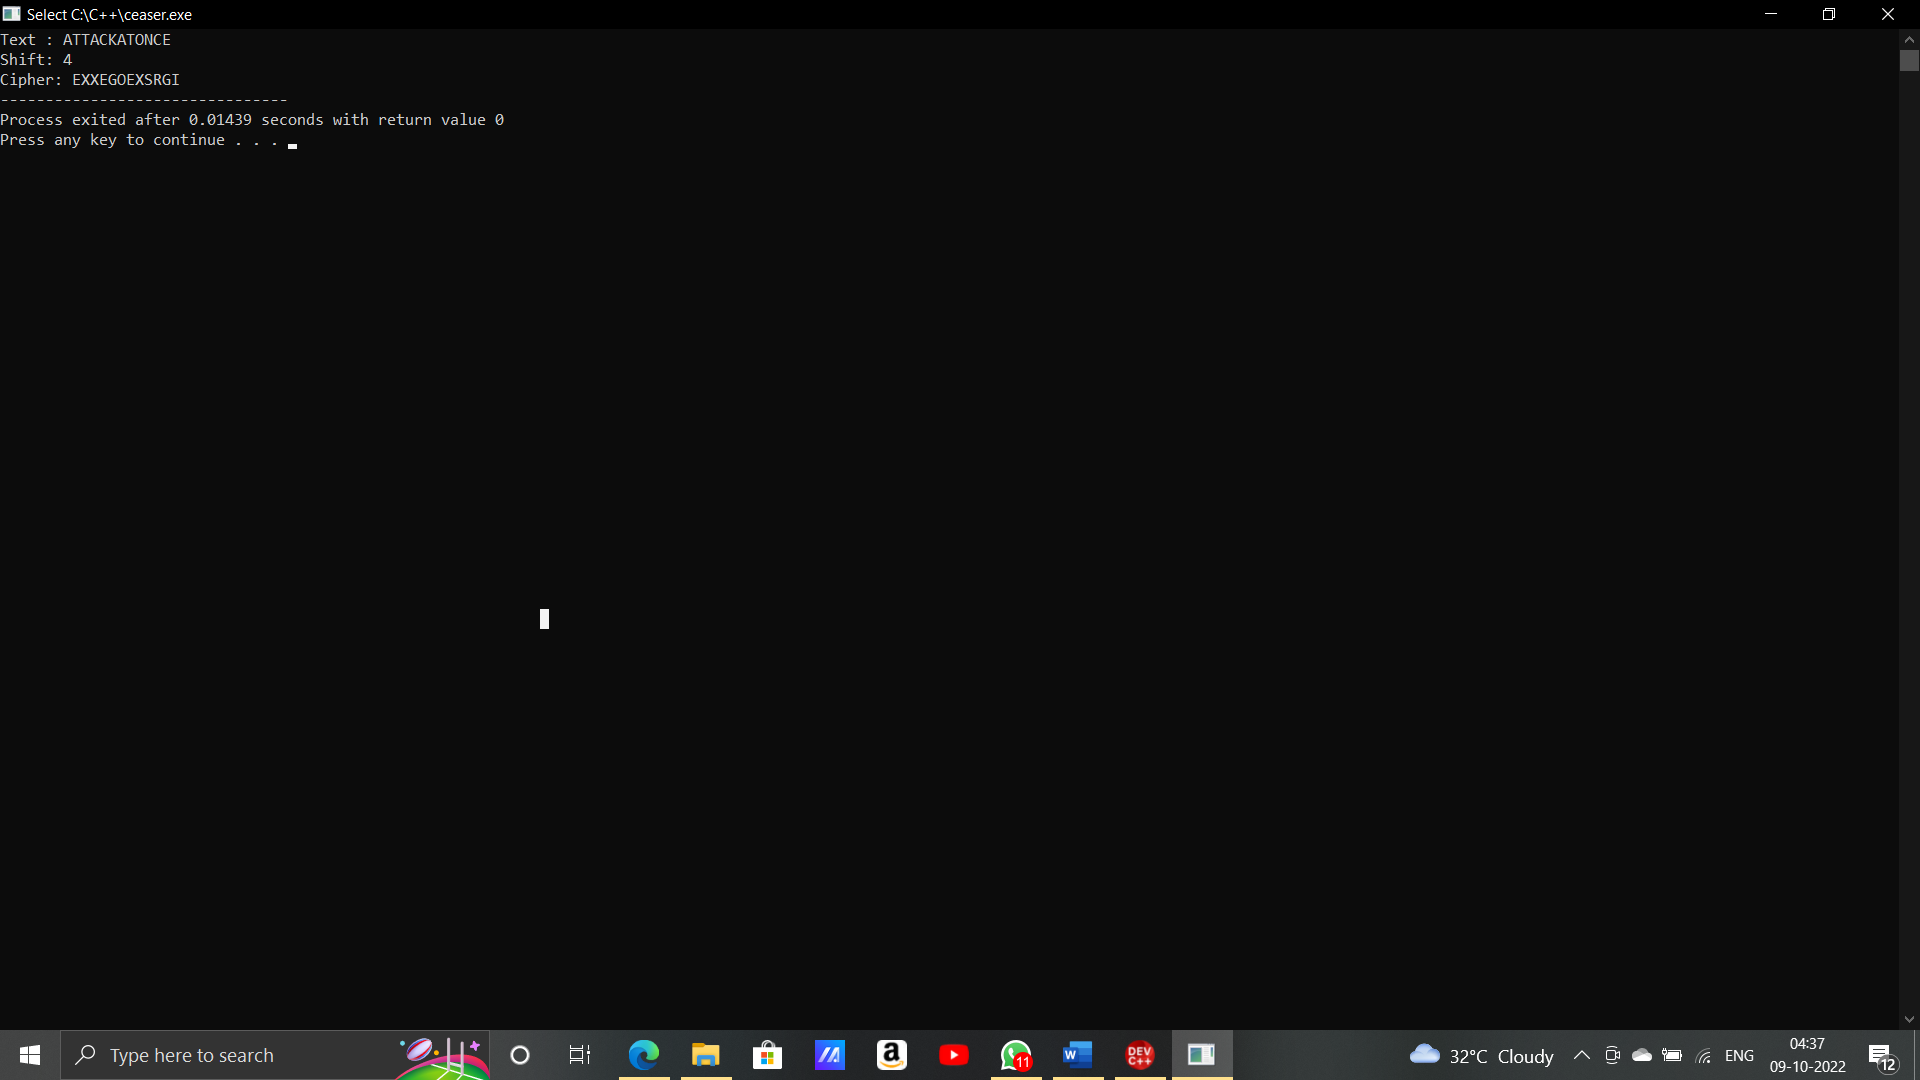 Select C:\C++\ceaser.exe
Text : ATTACKATONCE
Shift: 4
Cipher: EXXEGOEXSRGI
--------------------------------
Process exited after 0.01439 seconds with return value 0
Press any key to continue . . .
Type here to search
a
11
W
DEV
C++
32°C Cloudy
ENG
04:37
09-10-2022
12